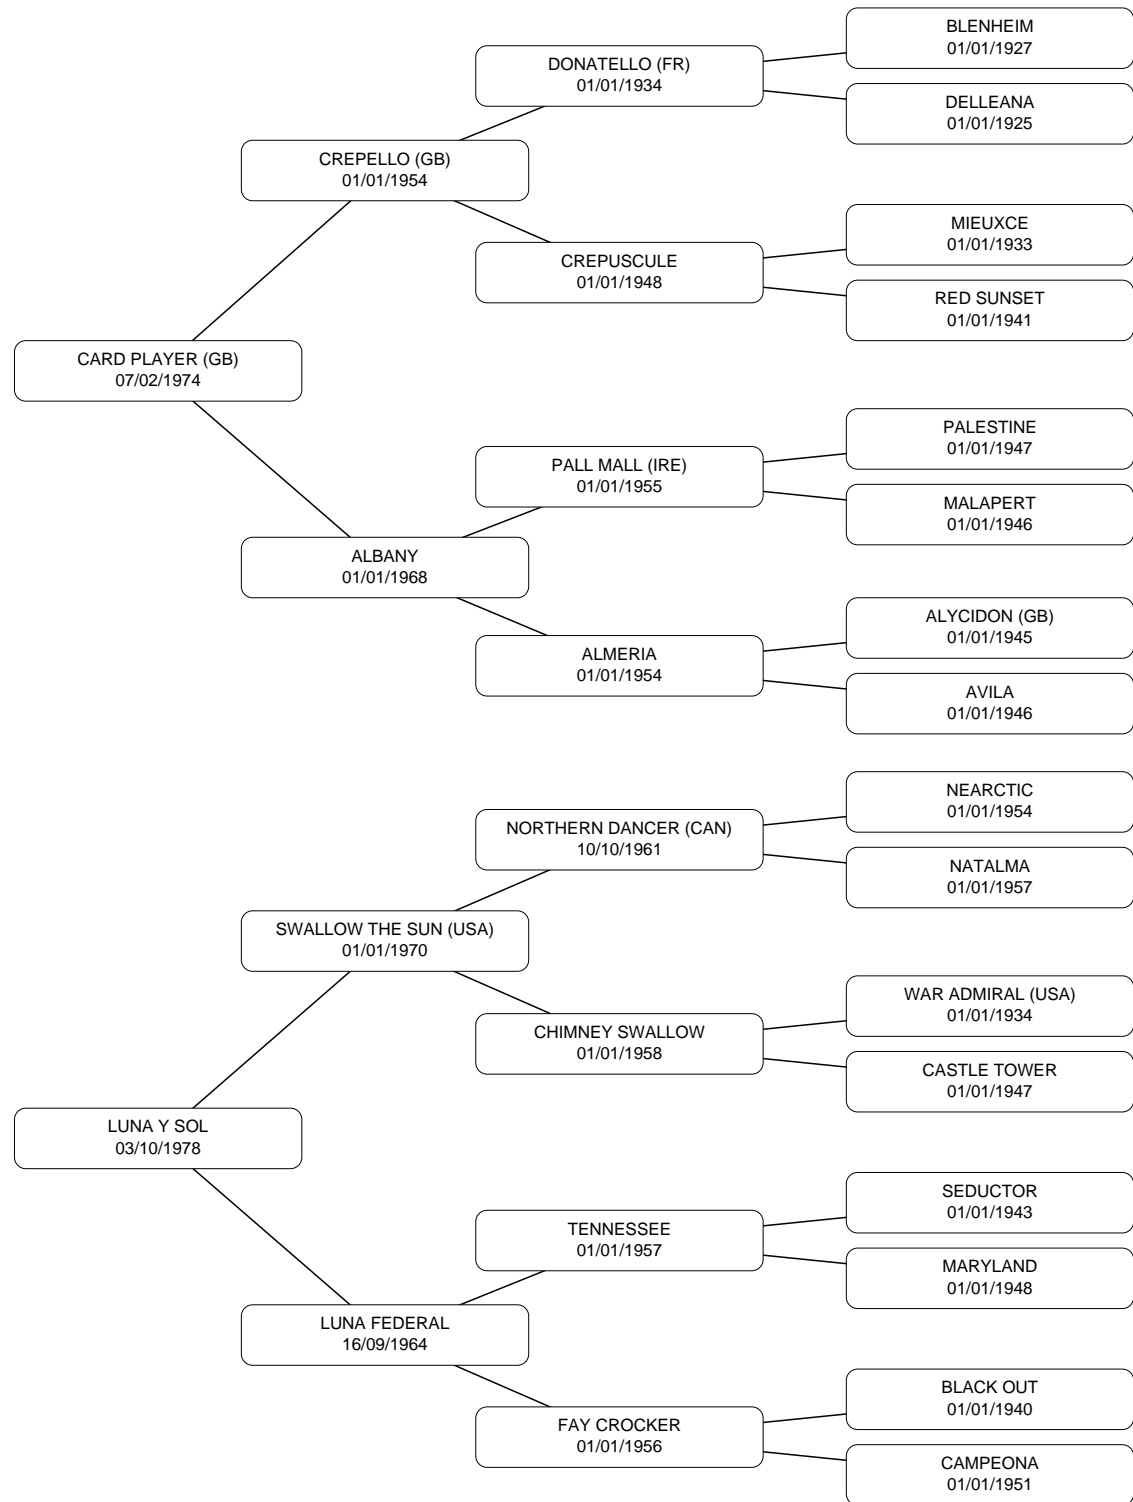 BLENHEIM
01/01/1927
DONATELLO (FR)
01/01/1934
DELLEANA
01/01/1925
CREPELLO (GB)
01/01/1954
MIEUXCE
01/01/1933
CREPUSCULE
01/01/1948
RED SUNSET
01/01/1941
CARD PLAYER (GB)
07/02/1974
PALESTINE
01/01/1947
PALL MALL (IRE)
01/01/1955
MALAPERT
01/01/1946
ALBANY
01/01/1968
ALYCIDON (GB)
01/01/1945
ALMERIA
01/01/1954
AVILA
01/01/1946
NEARCTIC
01/01/1954
NORTHERN DANCER (CAN)
10/10/1961
NATALMA
01/01/1957
SWALLOW THE SUN (USA)
01/01/1970
WAR ADMIRAL (USA)
01/01/1934
CHIMNEY SWALLOW
01/01/1958
CASTLE TOWER
01/01/1947
LUNA Y SOL
03/10/1978
SEDUCTOR
01/01/1943
TENNESSEE
01/01/1957
MARYLAND
01/01/1948
LUNA FEDERAL
16/09/1964
BLACK OUT
01/01/1940
FAY CROCKER
01/01/1956
CAMPEONA
01/01/1951